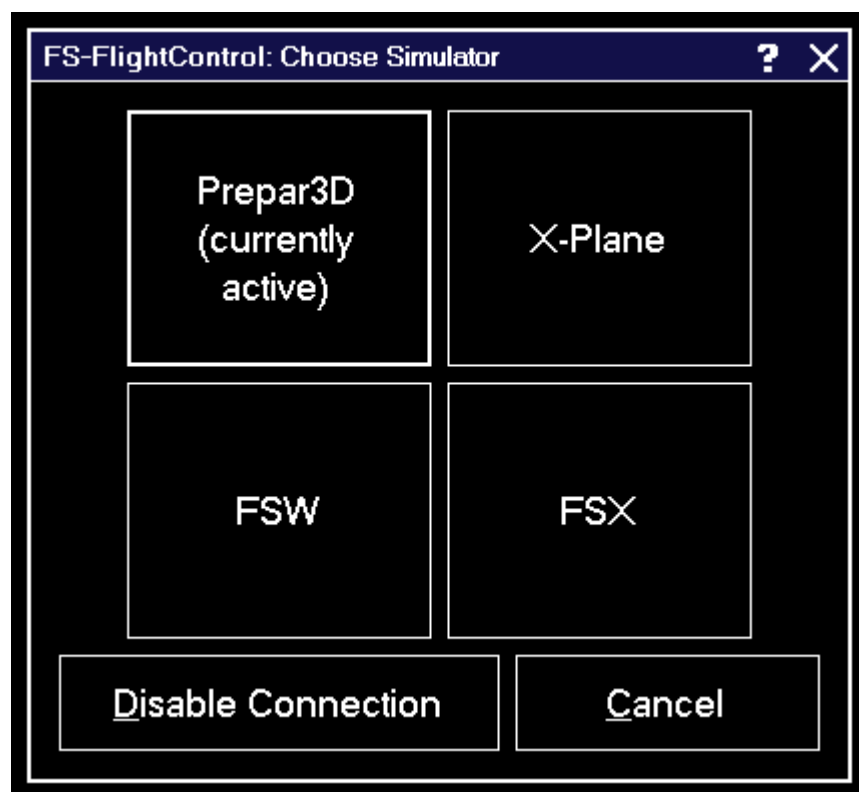 FS-FlightControl: Choose Simulator ? X
Prepar3D
(currently
active)
X-Plane
FSW
FSX
Disable Connection
Cancel